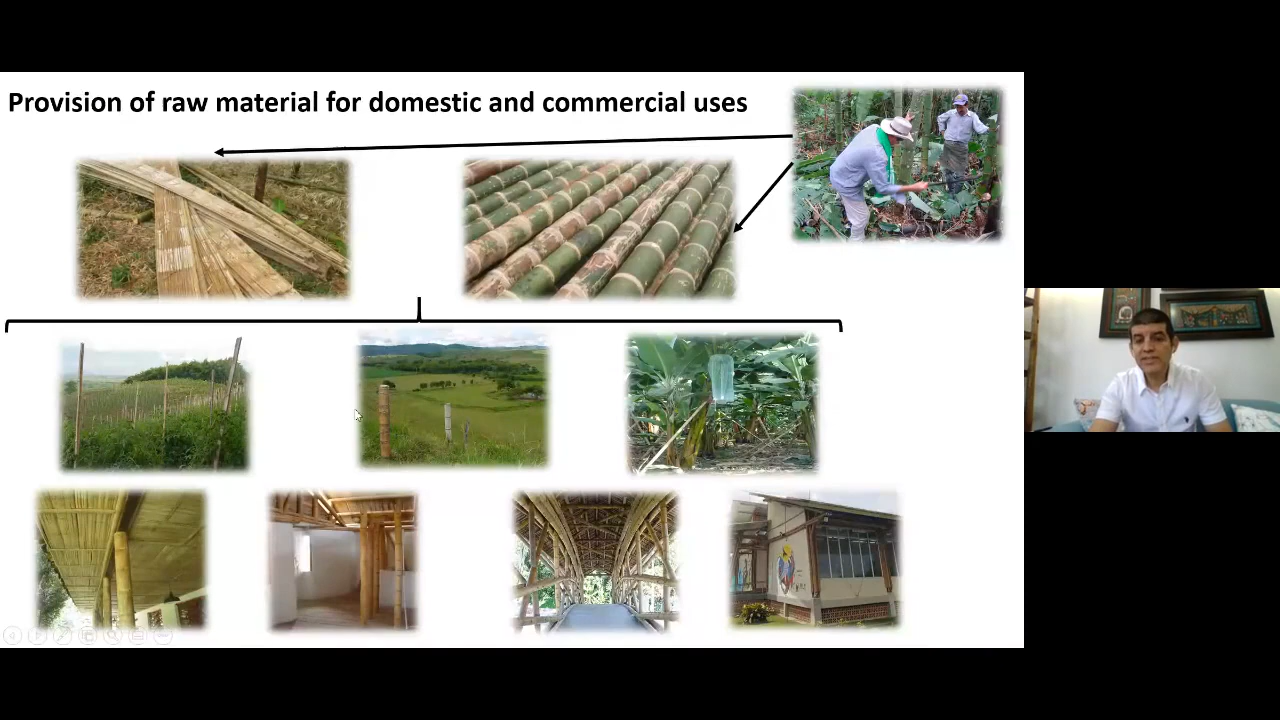 Provision of raw material for domestic and commercial uses